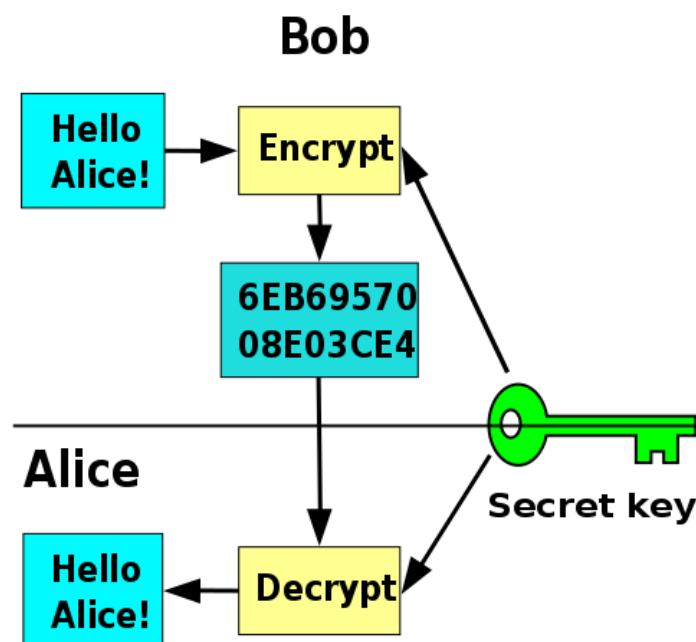 Bob
Hello
Alice!
Encrypt
6EB69570
08E03CE4
Alice
Secret key
Hello
Alice!
Decrypt